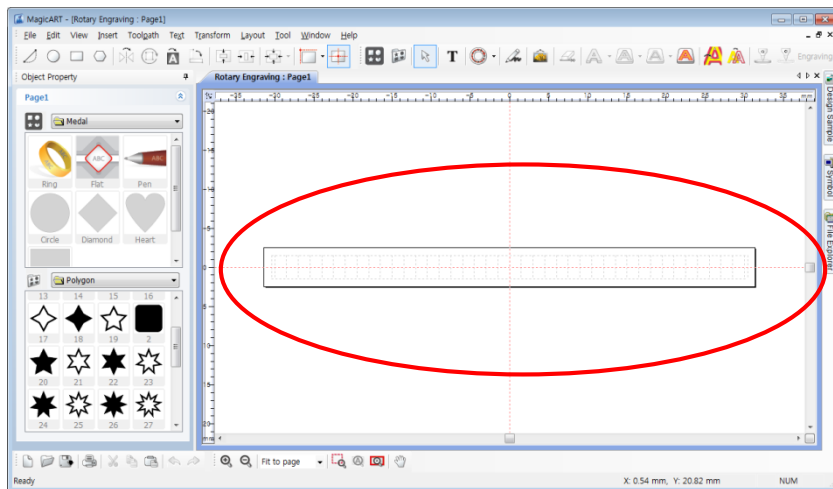 MagicART - [Rotary Engraving : Page1]
File Edit View Insert Toolpath Text Transform Layout Tool Window Help
T A A A A Engraving
Object Property
Rotary Engraving : Page1
Page1
Medal
ABC ABC
Ring Flat Pen
Circle Diamond Heart
Polygon
13 14 15 16
17 18 19 2
20 21 22 23
24 25 26 27
mm
Design Sample
Symbol
File Explorer
Fit to page
Ready
X: 0.54 mm, Y: 20.82 mm
NUM